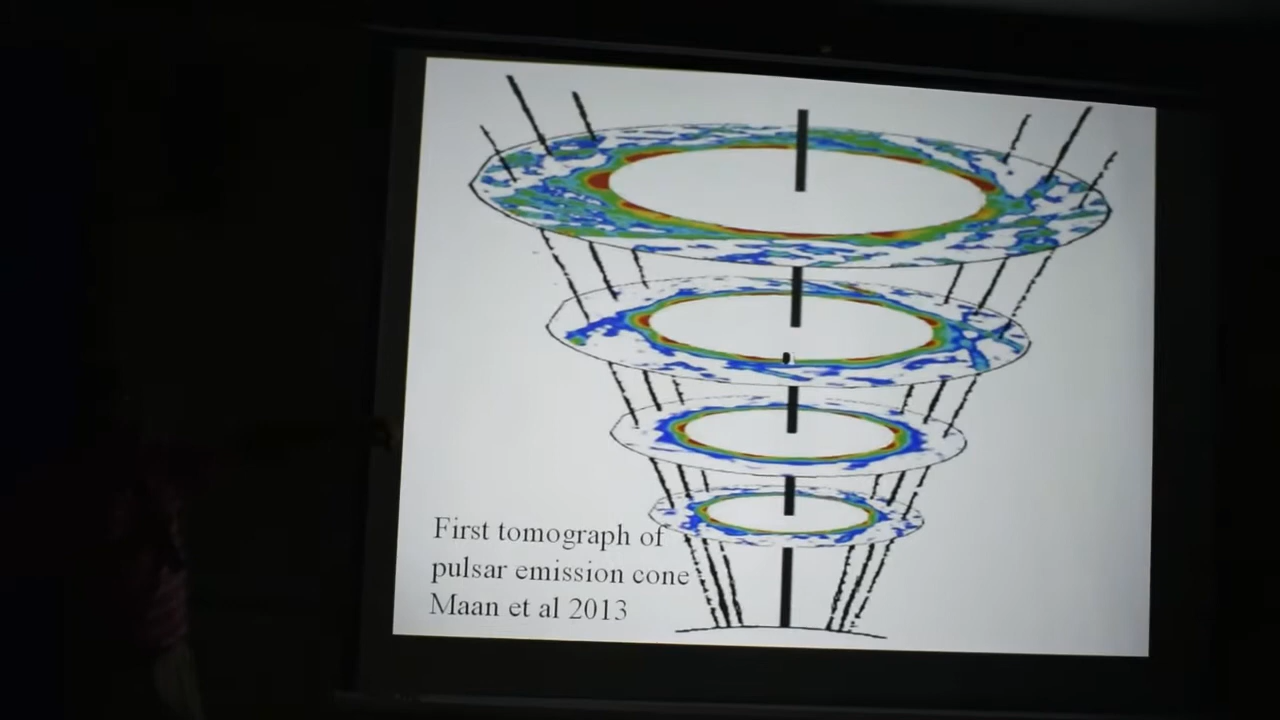 First tomograph of
pulsar emission cone
Maan et al 2013